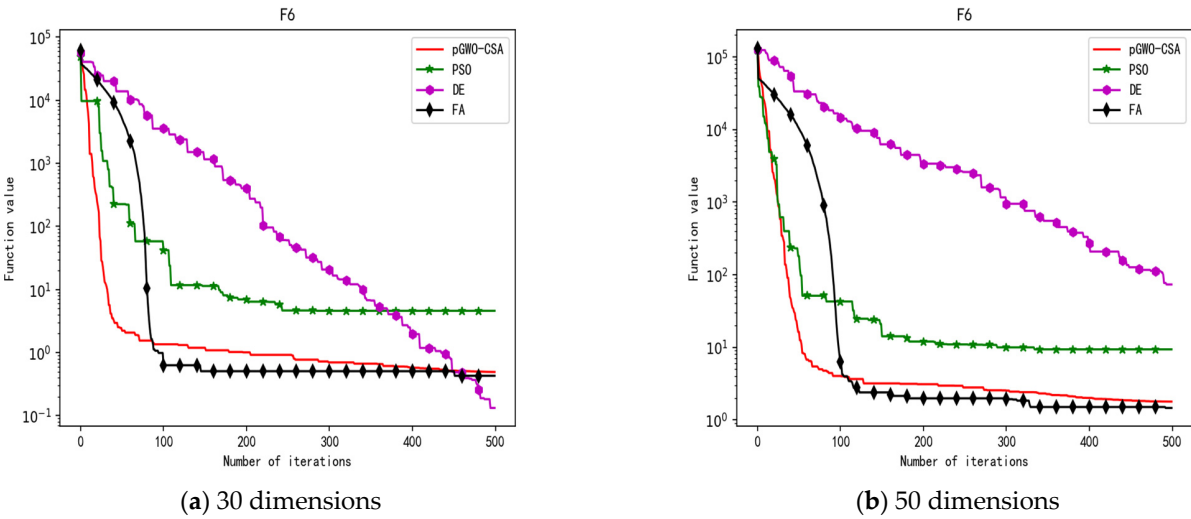 F6
10^5
10^4
10^3
10^2
10^1
10^0
10^-1
Function value
0
100
200
300
400
500
Number of iterations
pGWO-CSA
PSO
DE
FA
(a) 30 dimensions
F6
10^5
10^4
10^3
10^2
10^1
10^0
Function value
0
100
200
300
400
500
Number of iterations
pGWO-CSA
PSO
DE
FA
(b) 50 dimensions